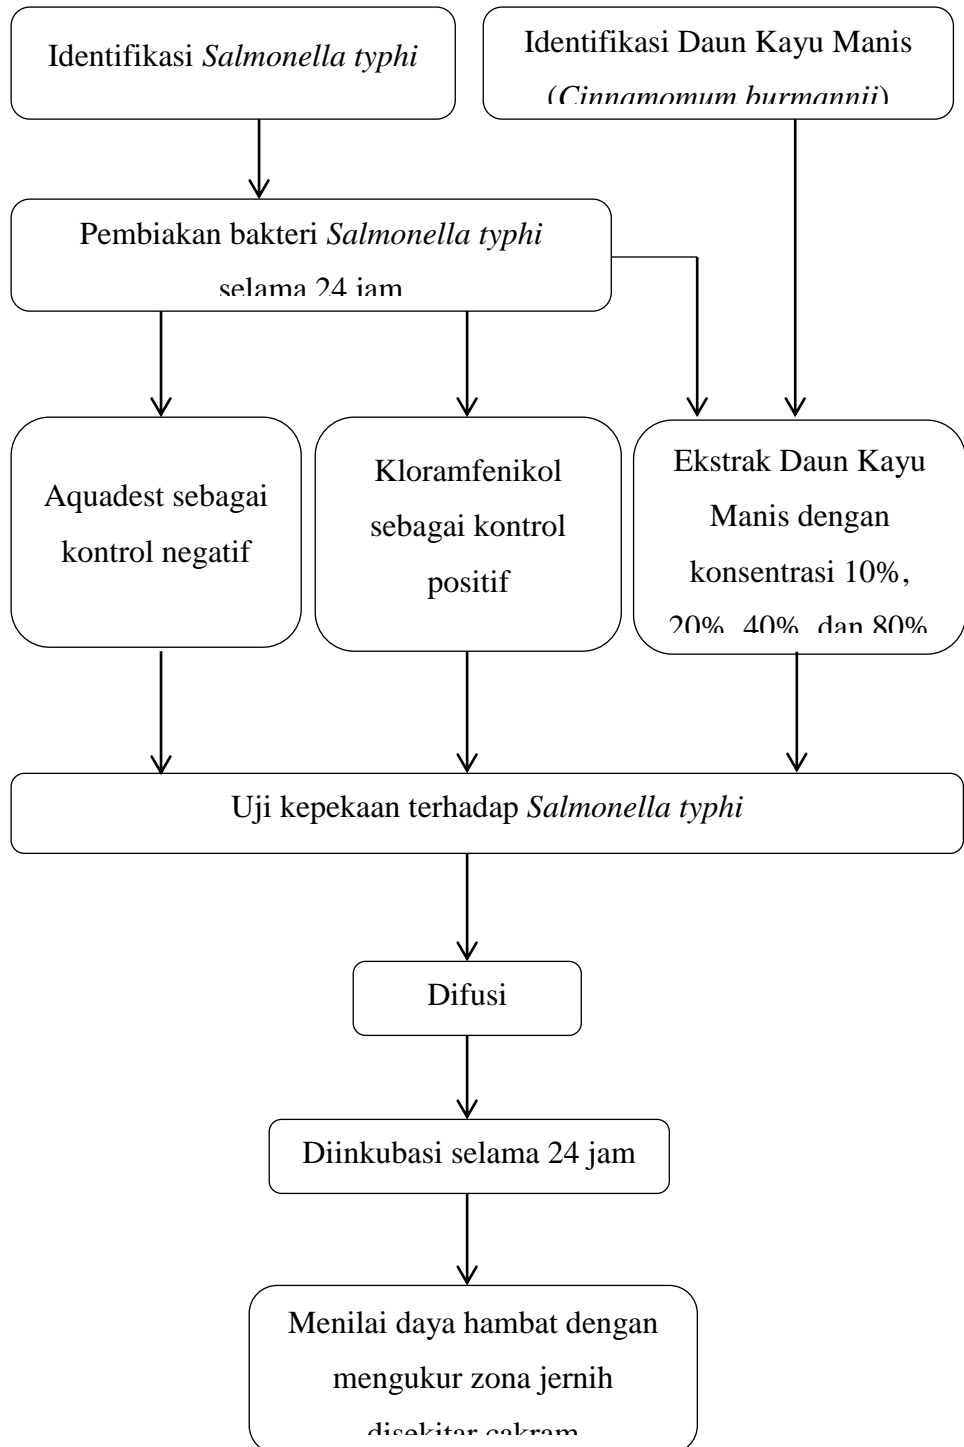 Identifikasi Salmonella typhi
Identifikasi Daun Kayu Manis
(Cinnamomum burmannii)
Pembiakan bakteri Salmonella typhi
selama 24 jam
Aquadest sebagai
kontrol negatif
Kloramfenikol
sebagai kontrol
positif
Ekstrak Daun Kayu
Manis dengan
konsentrasi 10%,
20%, 40%, dan 80%
Uji kepekaan terhadap Salmonella typhi
Difusi
Diinkubasi selama 24 jam
Menilai daya hambat dengan
mengukur zona jernih
disekitar cakram